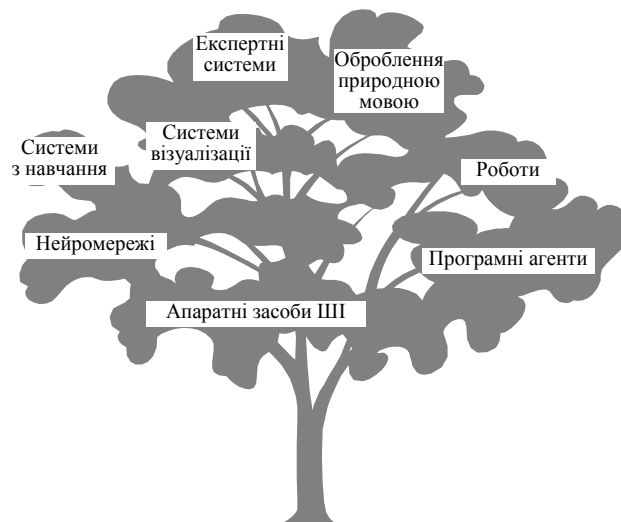 Експертні
системи
Оброблення
природною
мовою
Системи
візуалізації
Системи
з навчання
Роботи
Нейромережі
Програмні агенти
Апаратні засоби ШІ